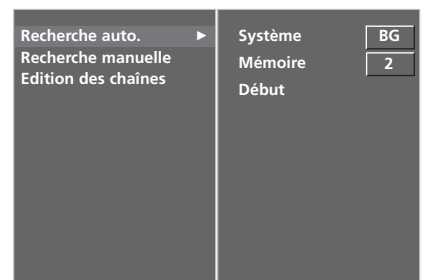 Recherche auto. ►
Recherche manuelle
Edition des chaînes
Système BG
Mémoire 2
Début